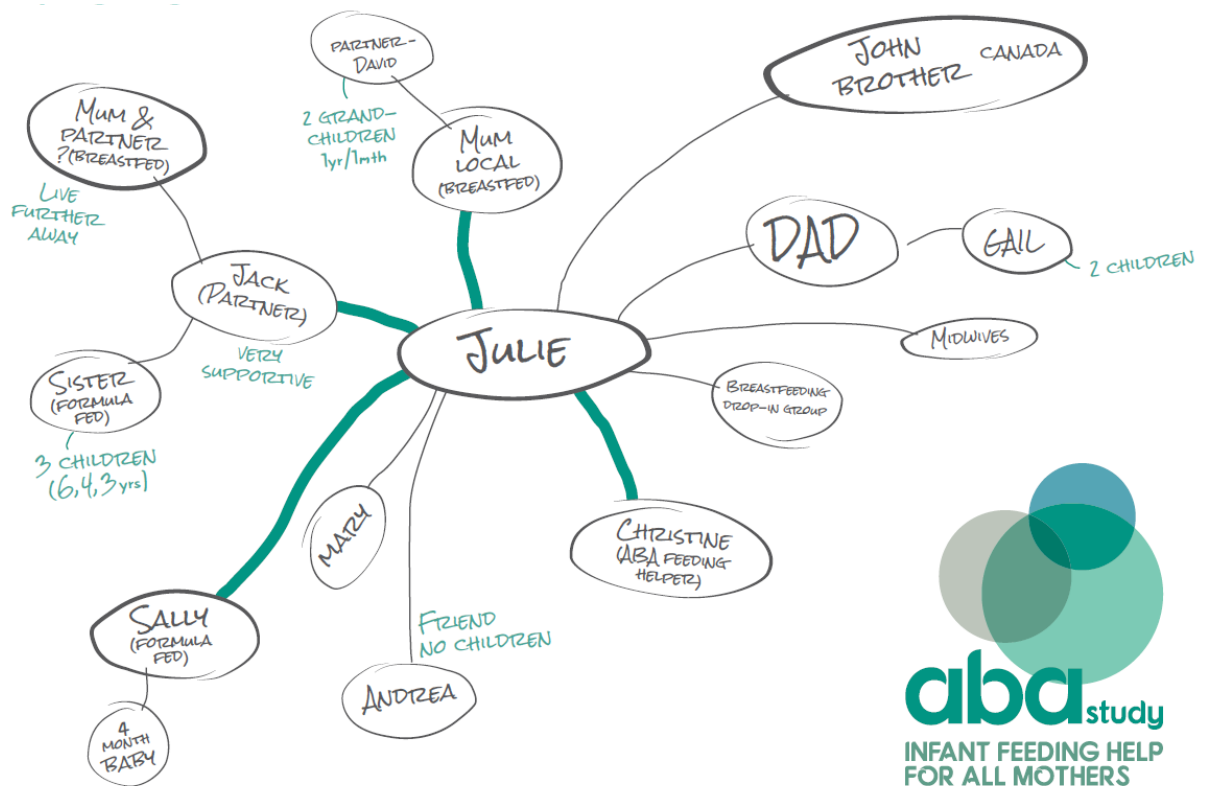 PARTNER-
DAVID
2 GRAND-
CHILDREN
1yr/1mth
JOHN
BROTHER CANADA
MUM &
PARTNER
?(BREASTFED)
LIVE
FURTHER
AWAY
MUM
LOCAL
(BREASTFED)
DAD
GAIL
2 CHILDREN
JACK
(PARTNER)
VERY
SUPPORTIVE
JULIE
MIDWIVES
SISTER
(FORMULA
FED)
3 CHILDREN
(6,4,3 yrs)
BREASTFEEDING
DROP-IN GROUP
MARY
CHRISTINE
(ABA FEEDING
HELPER)
SALLY
(FORMULA
FED)
FRIEND
NO CHILDREN
ANDREA
4
MONTH
BABY
aba study
INFANT FEEDING HELP
FOR ALL MOTHERS